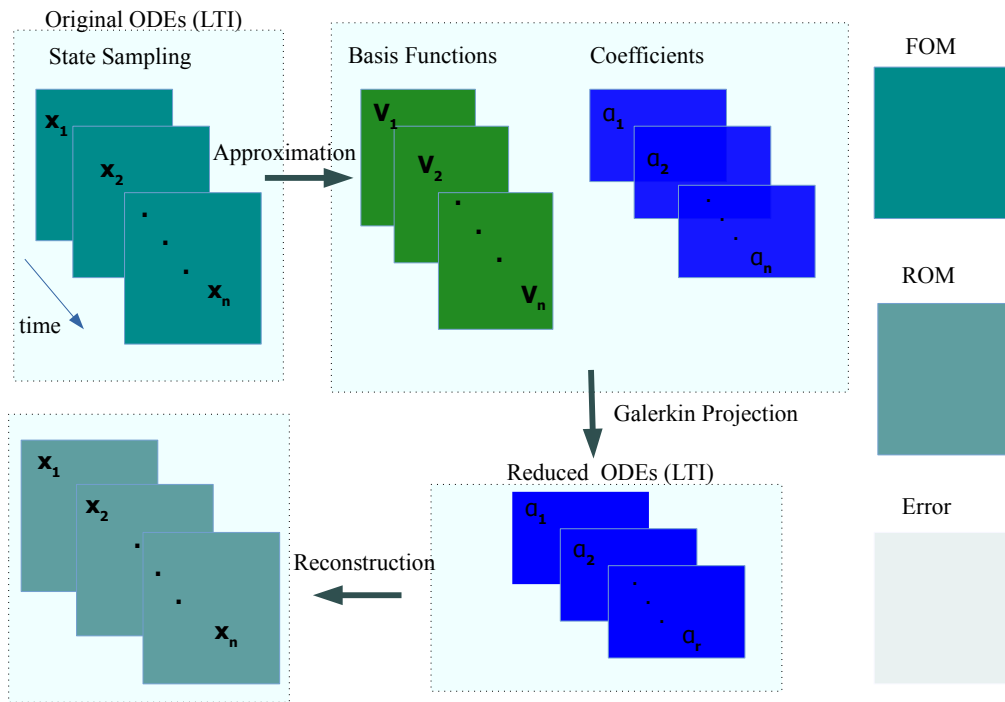 Original ODEs (LTI)
State Sampling
x1
x2
xn
time
Approximation
Basis Functions
V1
V2
Vn
Coefficients
a1
a2
an
Galerkin Projection
Reduced ODEs (LTI)
a1
a2
ar
Reconstruction
x1
x2
xn
FOM
ROM
Error